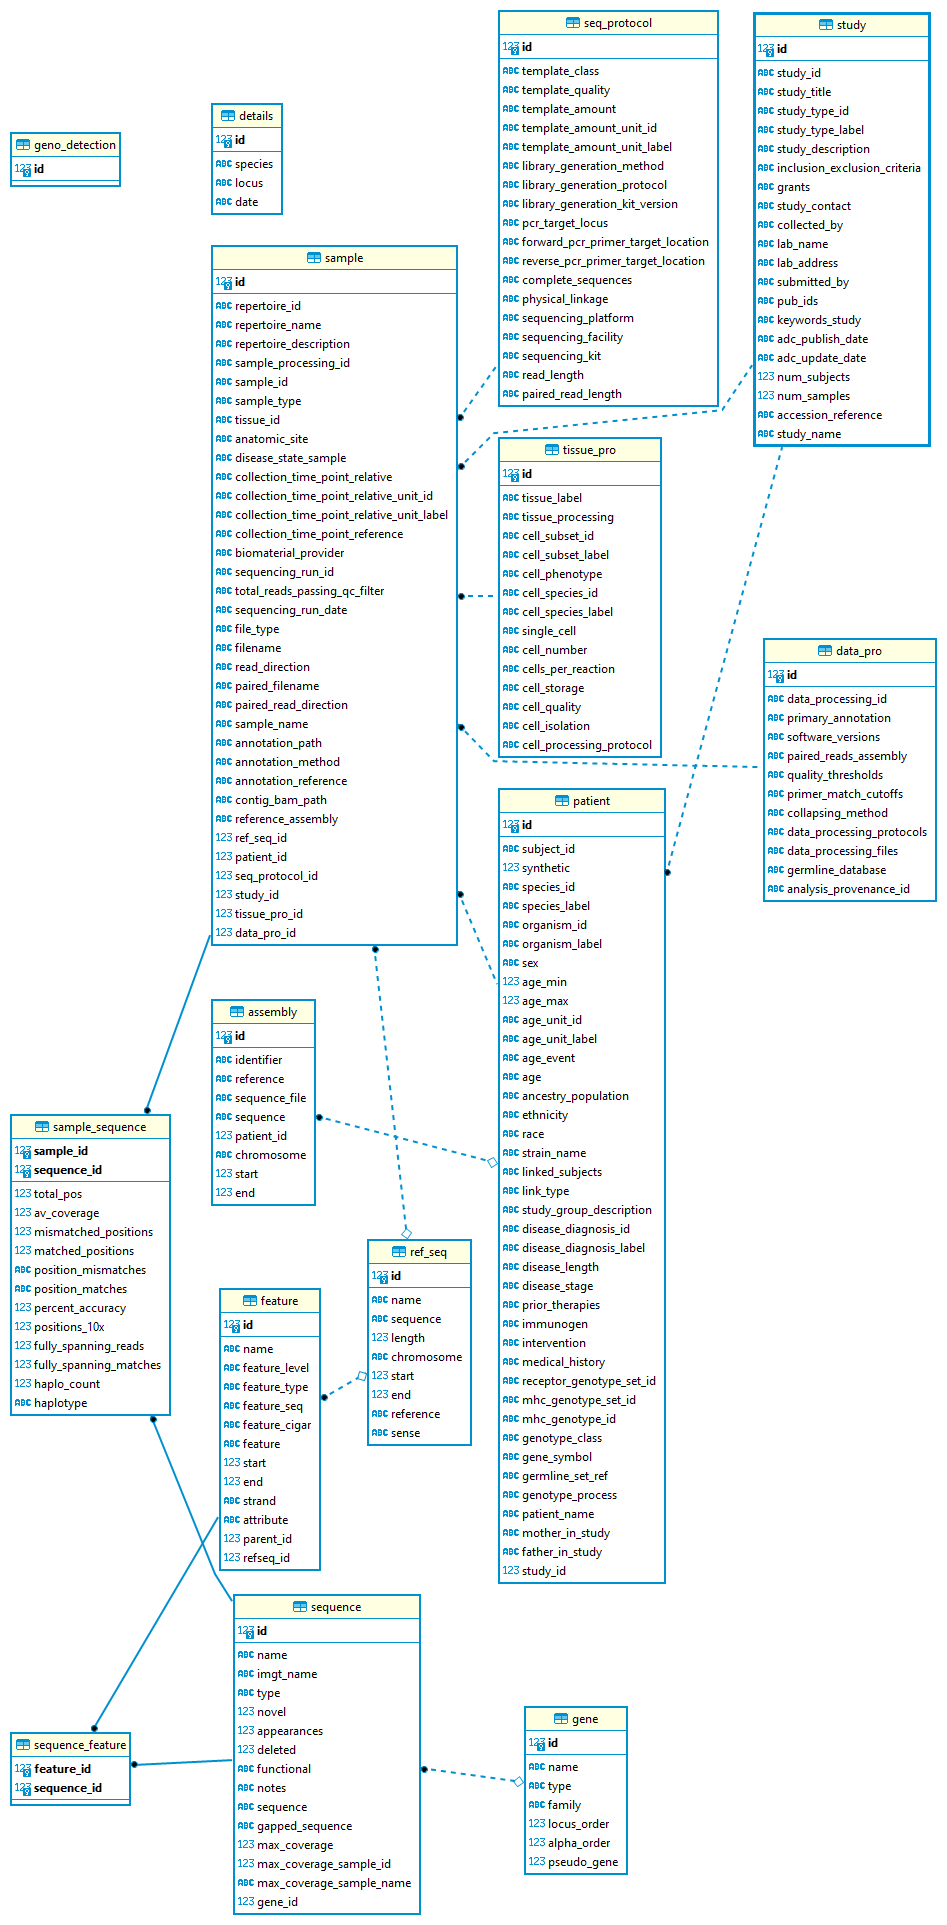 geno_detection
123 id
details
123 id
ABC species
ABC locus
ABC date
seq_protocol
123 id
ABC template_class
ABC template_quality
ABC template_amount
ABC template_amount_unit_id
ABC template_amount_unit_label
ABC library_generation_method
ABC library_generation_protocol
ABC library_generation_kit_version
ABC pcr_target_locus
ABC forward_pcr_primer_target_location
ABC reverse_pcr_primer_target_location
ABC complete_sequences
ABC physical_linkage
ABC sequencing_platform
ABC sequencing_facility
ABC sequencing_kit
ABC read_length
ABC paired_read_length
study
123 id
ABC study_id
ABC study_title
ABC study_type_id
ABC study_type_label
ABC study_description
ABC inclusion_exclusion_criteria
ABC grants
ABC study_contact
ABC collected_by
ABC lab_name
ABC lab_address
ABC submitted_by
ABC pub_ids
ABC keywords_study
ABC adc_publish_date
ABC adc_update_date
123 num_subjects
123 num_samples
ABC accession_reference
ABC study_name
sample
123 id
ABC repertoire_id
ABC repertoire_name
ABC repertoire_description
ABC sample_processing_id
ABC sample_id
ABC sample_type
ABC tissue_id
ABC anatomic_site
ABC disease_state_sample
ABC collection_time_point_relative
ABC collection_time_point_relative_unit_id
ABC collection_time_point_relative_unit_label
ABC collection_time_point_reference
ABC biomaterial_provider
ABC sequencing_run_id
ABC total_reads_passing_qc_filter
ABC sequencing_run_date
ABC file_type
ABC filename
ABC read_direction
ABC paired_filename
ABC paired_read_direction
ABC sample_name
ABC annotation_path
ABC annotation_method
ABC annotation_reference
ABC contig_bam_path
ABC reference_assembly
123 ref_seq_id
123 patient_id
123 seq_protocol_id
123 study_id
123 tissue_pro_id
123 data_pro_id
tissue_pro
123 id
ABC tissue_label
ABC tissue_processing
ABC cell_subset_id
ABC cell_subset_label
ABC cell_phenotype
ABC cell_species_id
ABC cell_species_label
ABC single_cell
ABC cell_number
ABC cells_per_reaction
ABC cell_storage
ABC cell_quality
ABC cell_isolation
ABC cell_processing_protocol
data_pro
123 id
ABC data_processing_id
ABC primary_annotation
ABC software_versions
ABC paired_reads_assembly
ABC quality_thresholds
ABC primer_match_cutoffs
ABC collapsing_method
ABC data_processing_protocols
ABC data_processing_files
ABC germline_database
ABC analysis_provenance_id
patient
123 id
ABC subject_id
123 synthetic
ABC species_id
ABC species_label
ABC organism_id
ABC organism_label
ABC sex
123 age_min
123 age_max
ABC age_unit_id
ABC age_unit_label
ABC age_event
ABC age
ABC ancestry_population
ABC ethnicity
ABC race
ABC strain_name
ABC linked_subjects
ABC link_type
ABC study_group_description
ABC disease_diagnosis_id
ABC disease_diagnosis_label
ABC disease_length
ABC disease_stage
ABC prior_therapies
ABC immunogen
ABC intervention
ABC medical_history
ABC receptor_genotype_set_id
ABC mhc_genotype_set_id
ABC mhc_genotype_id
ABC genotype_class
ABC gene_symbol
ABC germline_set_ref
ABC genotype_process
ABC patient_name
ABC mother_in_study
ABC father_in_study
123 study_id
assembly
123 id
ABC identifier
ABC reference
ABC sequence_file
ABC sequence
123 patient_id
ABC chromosome
123 start
123 end
sample_sequence
123 sample_id
123 sequence_id
123 total_pos
123 av_coverage
123 mismatched_positions
123 matched_positions
ABC position_mismatches
ABC position_matches
123 percent_accuracy
123 positions_10x
123 fully_spanning_reads
123 fully_spanning_matches
123 haplo_count
ABC haplotype
ref_seq
123 id
ABC name
ABC sequence
123 length
ABC chromosome
123 start
123 end
ABC reference
ABC sense
feature
123 id
ABC name
ABC feature_level
ABC feature_type
ABC feature_seq
ABC feature_cigar
ABC feature
123 start
123 end
ABC strand
ABC attribute
123 parent_id
123 refseq_id
sequence
123 id
ABC name
ABC imgt_name
ABC type
123 novel
123 appearances
123 deleted
ABC functional
ABC notes
ABC sequence
ABC gapped_sequence
123 max_coverage
123 max_coverage_sample_id
ABC max_coverage_sample_name
123 gene_id
sequence_feature
123 feature_id
123 sequence_id
gene
123 id
ABC name
ABC type
ABC family
123 locus_order
123 alpha_order
123 pseudo_gene